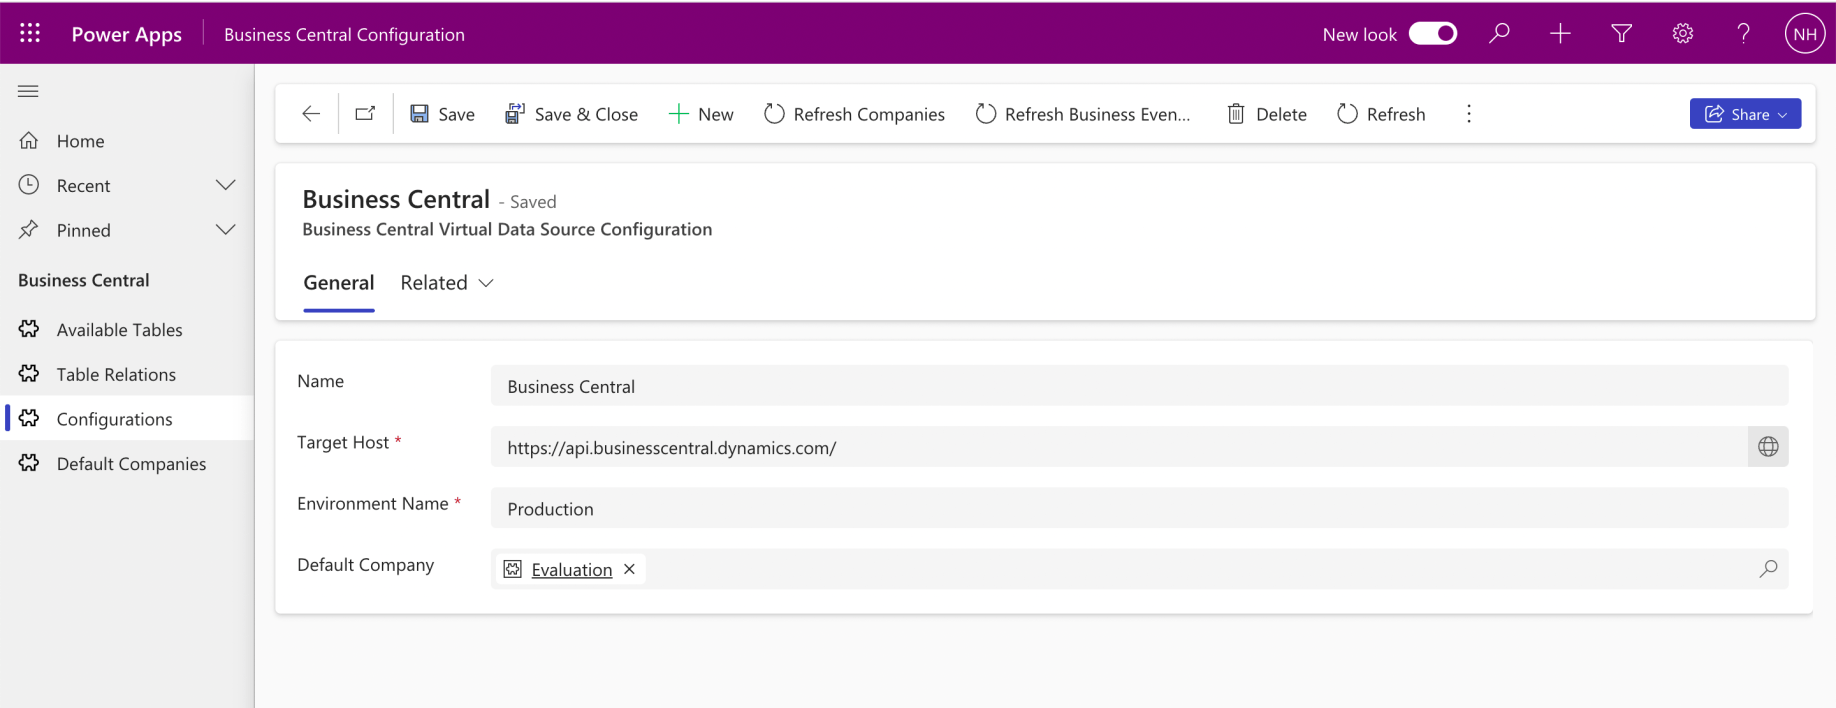 Power Apps
Business Central Configuration
New look
NH
Home
Recent
Pinned
Business Central
Available Tables
Table Relations
Configurations
Default Companies
Save
Save & Close
New
Refresh Companies
Refresh Business Even...
Delete
Refresh
Share
Business Central - Saved
Business Central Virtual Data Source Configuration
General
Related
Name
Business Central
Target Host *
https://api.businesscentral.dynamics.com/
Environment Name *
Production
Default Company
Evaluation